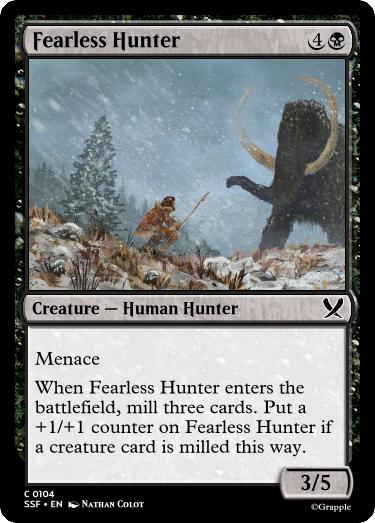 Fearless Hunter 4
Creature — Human Hunter
Menace
When Fearless Hunter enters the
battlefield, mill three cards. Put a
+1/+1 counter on Fearless Hunter if
a creature card is milled this way.
3/5
C 0104
SSF • EN Nathan Colot
©Grapple